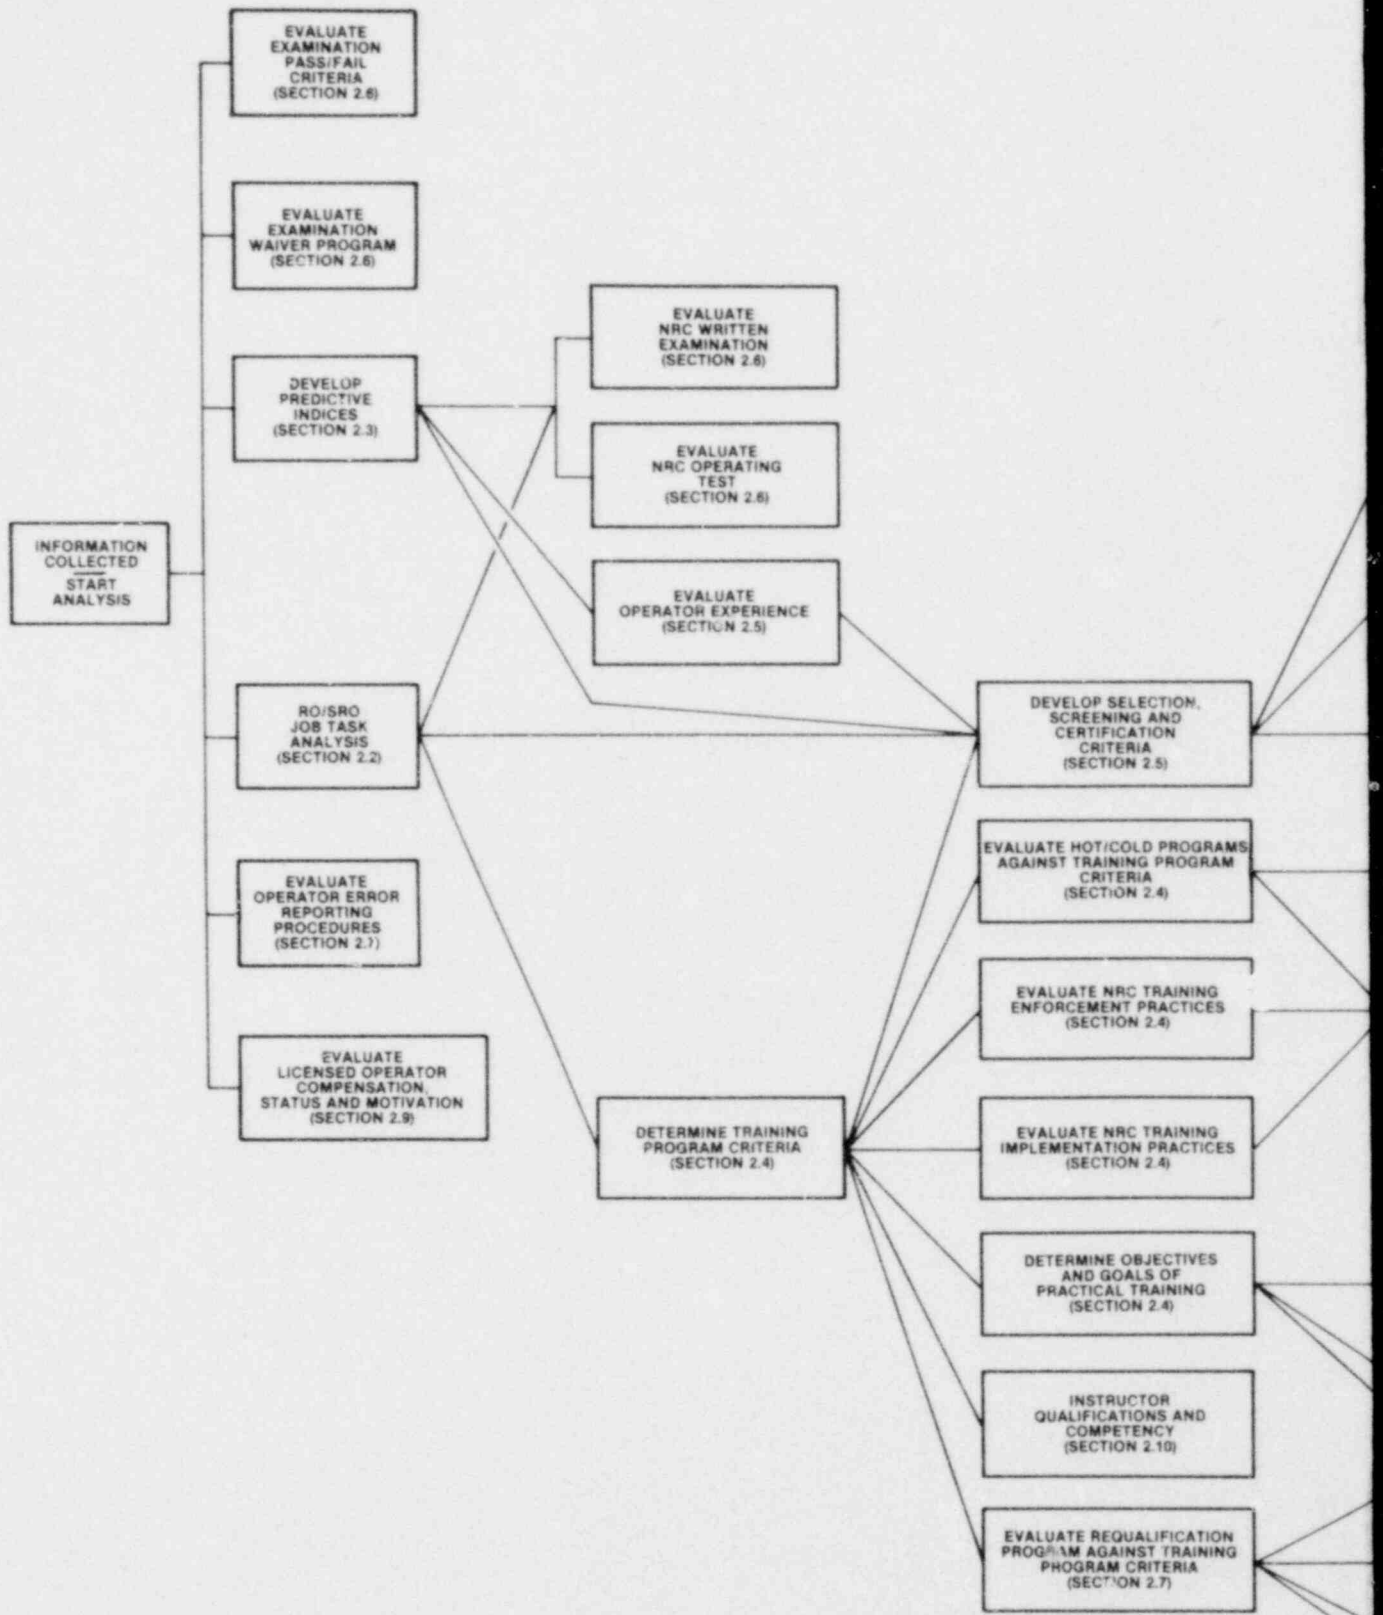 EVALUATE
EXAMINATION
PASS/FAIL
CRITERIA
(SECTION 2.6)
EVALUATE
EXAMINATION
WAIVER PROGRAM
(SECTION 2.6)
DEVELOP
PREDICTIVE
INDICES
(SECTION 2.3)
EVALUATE
NRC WRITTEN
EXAMINATION
(SECTION 2.6)
EVALUATE
NRC OPERATING
TEST
(SECTION 2.6)
INFORMATION
COLLECTED
START
ANALYSIS
EVALUATE
OPERATOR EXPERIENCE
(SECTION 2.5)
RO/SRO
JOB TASK
ANALYSIS
(SECTION 2.2)
DEVELOP SELECTION,
SCREENING AND
CERTIFICATION
CRITERIA
(SECTION 2.5)
EVALUATE HOT/COLD PROGRAMS
AGAINST TRAINING PROGRAM
CRITERIA
(SECTION 2.4)
EVALUATE
OPERATOR ERROR
REPORTING
PROCEDURES
(SECTION
EVALUATE NRC TRAINING
ENFORCEMENT PRACTICES
(SECTION 2.4)
EVALUATE
LICENSED OPERATOR
COMPENSATION,
STATUS AND MOTIVATION
(SECTION 2.9)
DETERMINE TRAINING
PROGRAM CRITERIA
(SECTION 2.4)
EVALUATE NRC TRAINING
IMPLEMENTATION PRACTICES
(SECTION 2.4)
DETERMINE OBJECTIVES
AND GOALS OF
PRACTICAL TRAINING
(SECTION 2.4)
INSTRUCTOR
QUALIFICATIONS AND
COMPETENCY
(SECTION 2.10)
EVALUATE REQUALIFICATION
PROGRAM AGAINST TRAINING
PROGRAM CRITERIA
(SECTION 2.7)